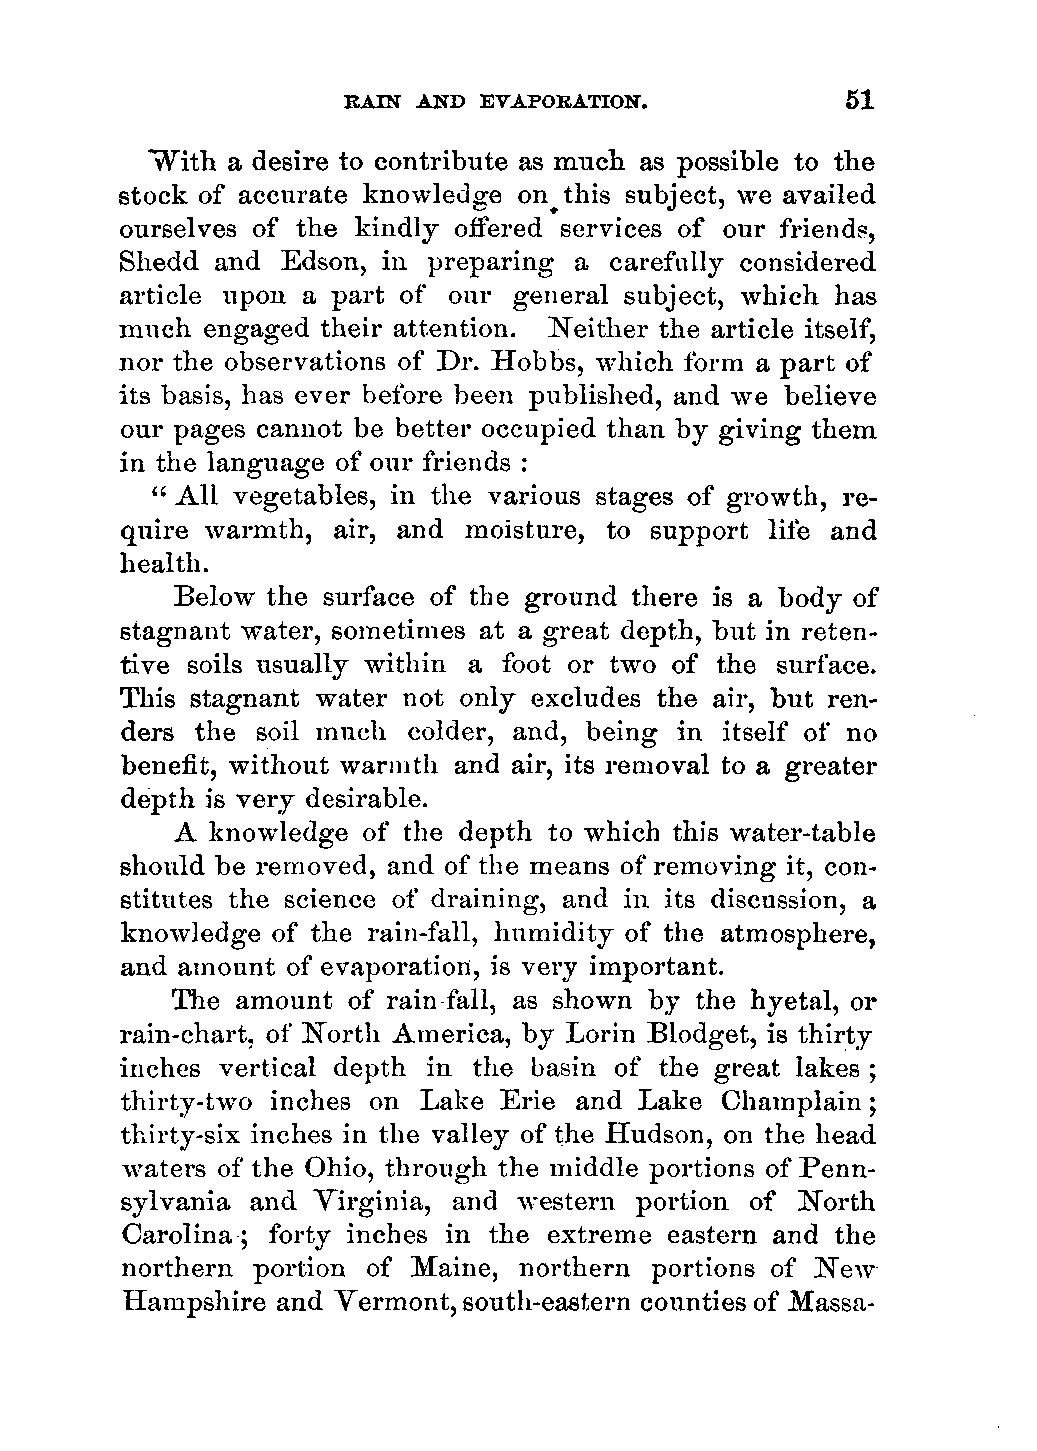 RAIN AND EVAPORATION. 51
With a desire to contribute as much as possible to the
stock of accurate knowledge on this subject, we availed
ourselves of the kindly offered services of our friends,
Shedd and Edson, in preparing a carefully considered
article upon a part of our general subject, which has
much engaged their attention. Neither the article itself,
nor the observations of Dr. Hobbs, which form a part of
its basis, has ever before been published, and we believe
our pages cannot be better occupied than by giving them
in the language of our friends :
“ All vegetables, in the various stages of growth, re-
quire warmth, air, and moisture, to support life and
health.
Below the surface of the ground there is a body of
stagnant water, sometimes at a great depth, but in reten-
tive soils usually within a foot or two of the surface.
This stagnant water not only excludes the air, but ren-
ders the soil much colder, and, being in itself of no
benefit, without warmth and air, its removal to a greater
depth is very desirable.
A knowledge of the depth to which this water-table
should be removed, and of the means of removing it, con-
stitutes the science of draining, and in its discussion, a
knowledge of the rain-fall, humidity of the atmosphere,
and amount of evaporation, is very important.
The amount of rain-fall, as shown by the hyetal, or
rain-chart, of North America, by Lorin Blodget, is thirty
inches vertical depth in the basin of the great lakes ;
thirty-two inches on Lake Erie and Lake Champlain ;
thirty-six inches in the valley of the Hudson, on the head
waters of the Ohio, through the middle portions of Penn-
sylvania and Virginia, and western portion of North
Carolina ; forty inches in the extreme eastern and the
northern portion of Maine, northern portions of New
Hampshire and Vermont, south-eastern counties of Massa-